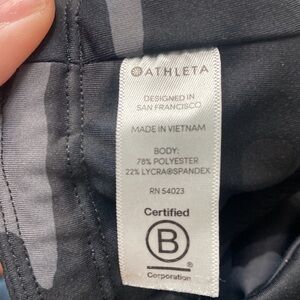 ATHLETA
DESIGNED IN
SAN FRANCISCO
MADE IN VIETNAM
BODY:
78% POLYESTER
22% LYCRA®SPANDEX
RN 54023
Certified
B
®
Corporation